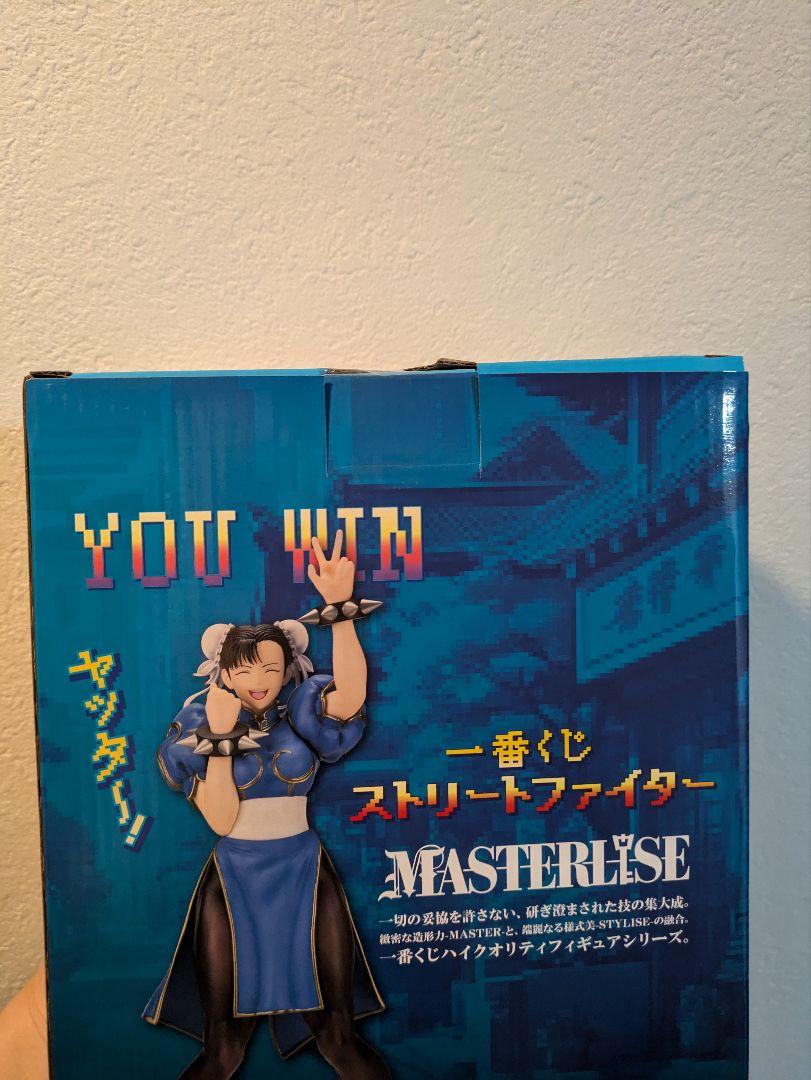 YOU WIN
ヤッター!
一番くじ
ストリートファイター
MASTERLISE
一切の妥協を許さない、研ぎ澄まされた技の集大成。
緻密な造形力-MASTER-と、端麗なる様式美-STYLISE-の融合。
一番くじハイクオリティフィギュアシリーズ。